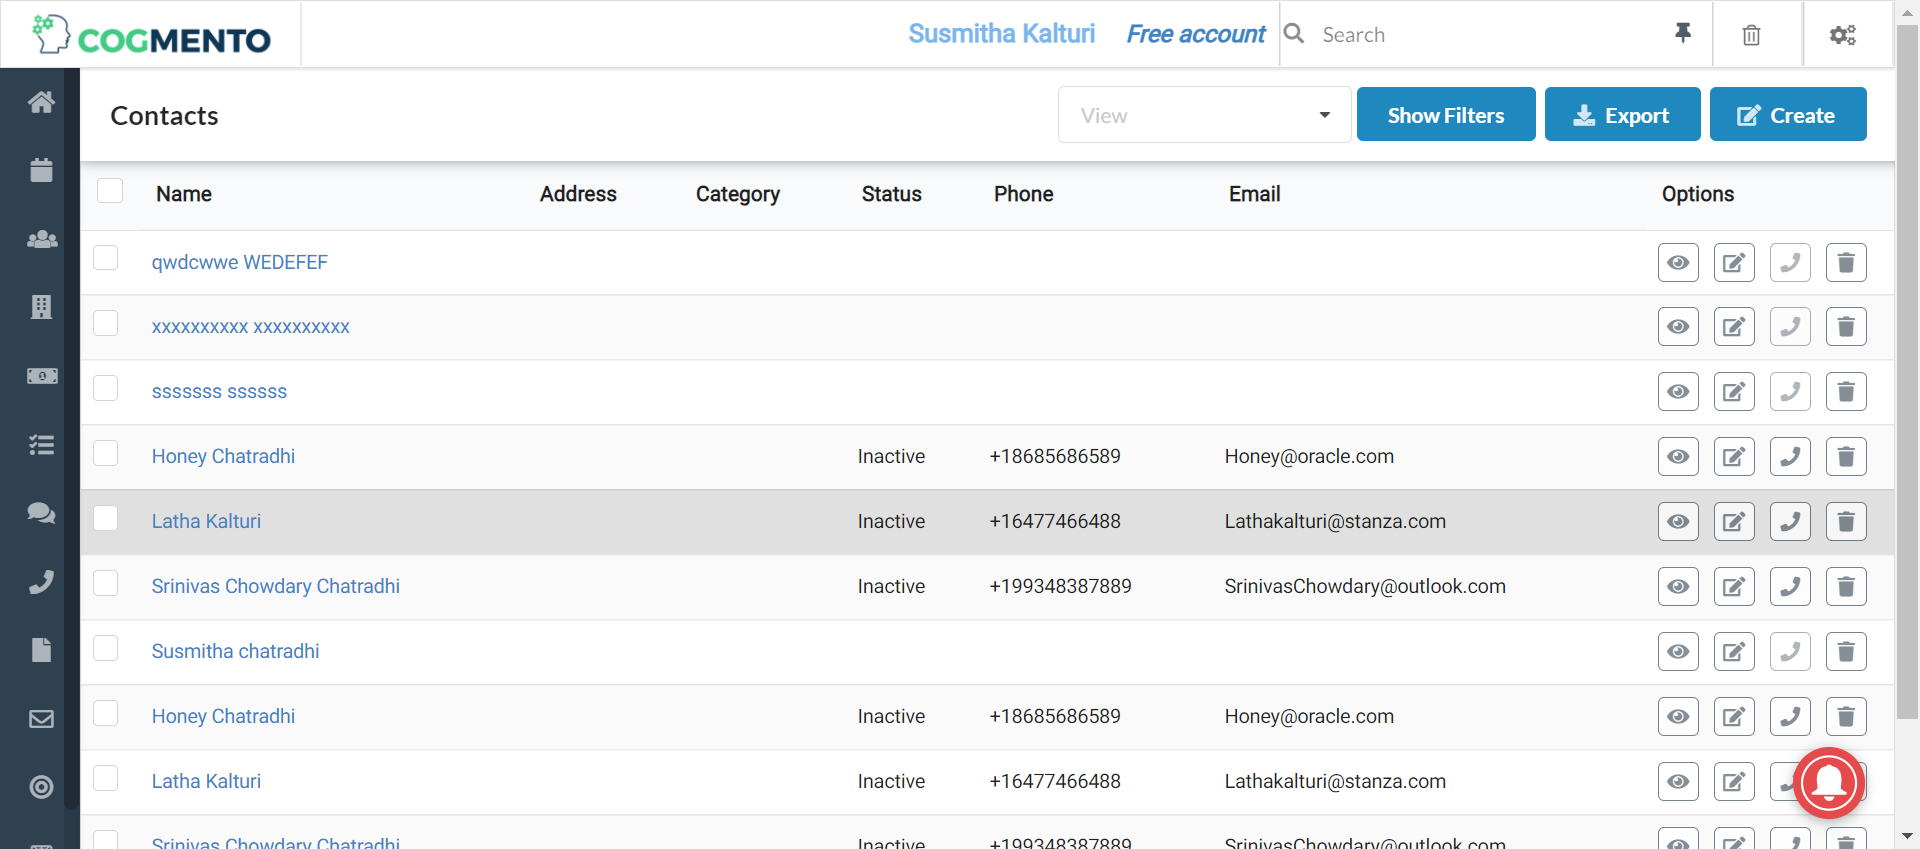 COGMENTO Susmitha Kalturi Free account Search
Contacts View Show Filters Export Create
Name Address Category Status Phone Email Options
qwdcwwe WEDEFEF
xxxxxxxxxx xxxxxxxxxx
sssssss ssssss
Honey Chatradhi Inactive +18685686589 Honey@oracle.com
Latha Kalturi Inactive +16477466488 Lathakalturi@stanza.com
Srinivas Chowdary Chatradhi Inactive +199348387889 SrinivasChowdary@outlook.com
Susmitha chatradhi
Honey Chatradhi Inactive +18685686589 Honey@oracle.com
Latha Kalturi Inactive +16477466488 Lathakalturi@stanza.com
Srinivas Chowdary Chatradhi Inactive +199348387889 SrinivasChowdary@outlook.com